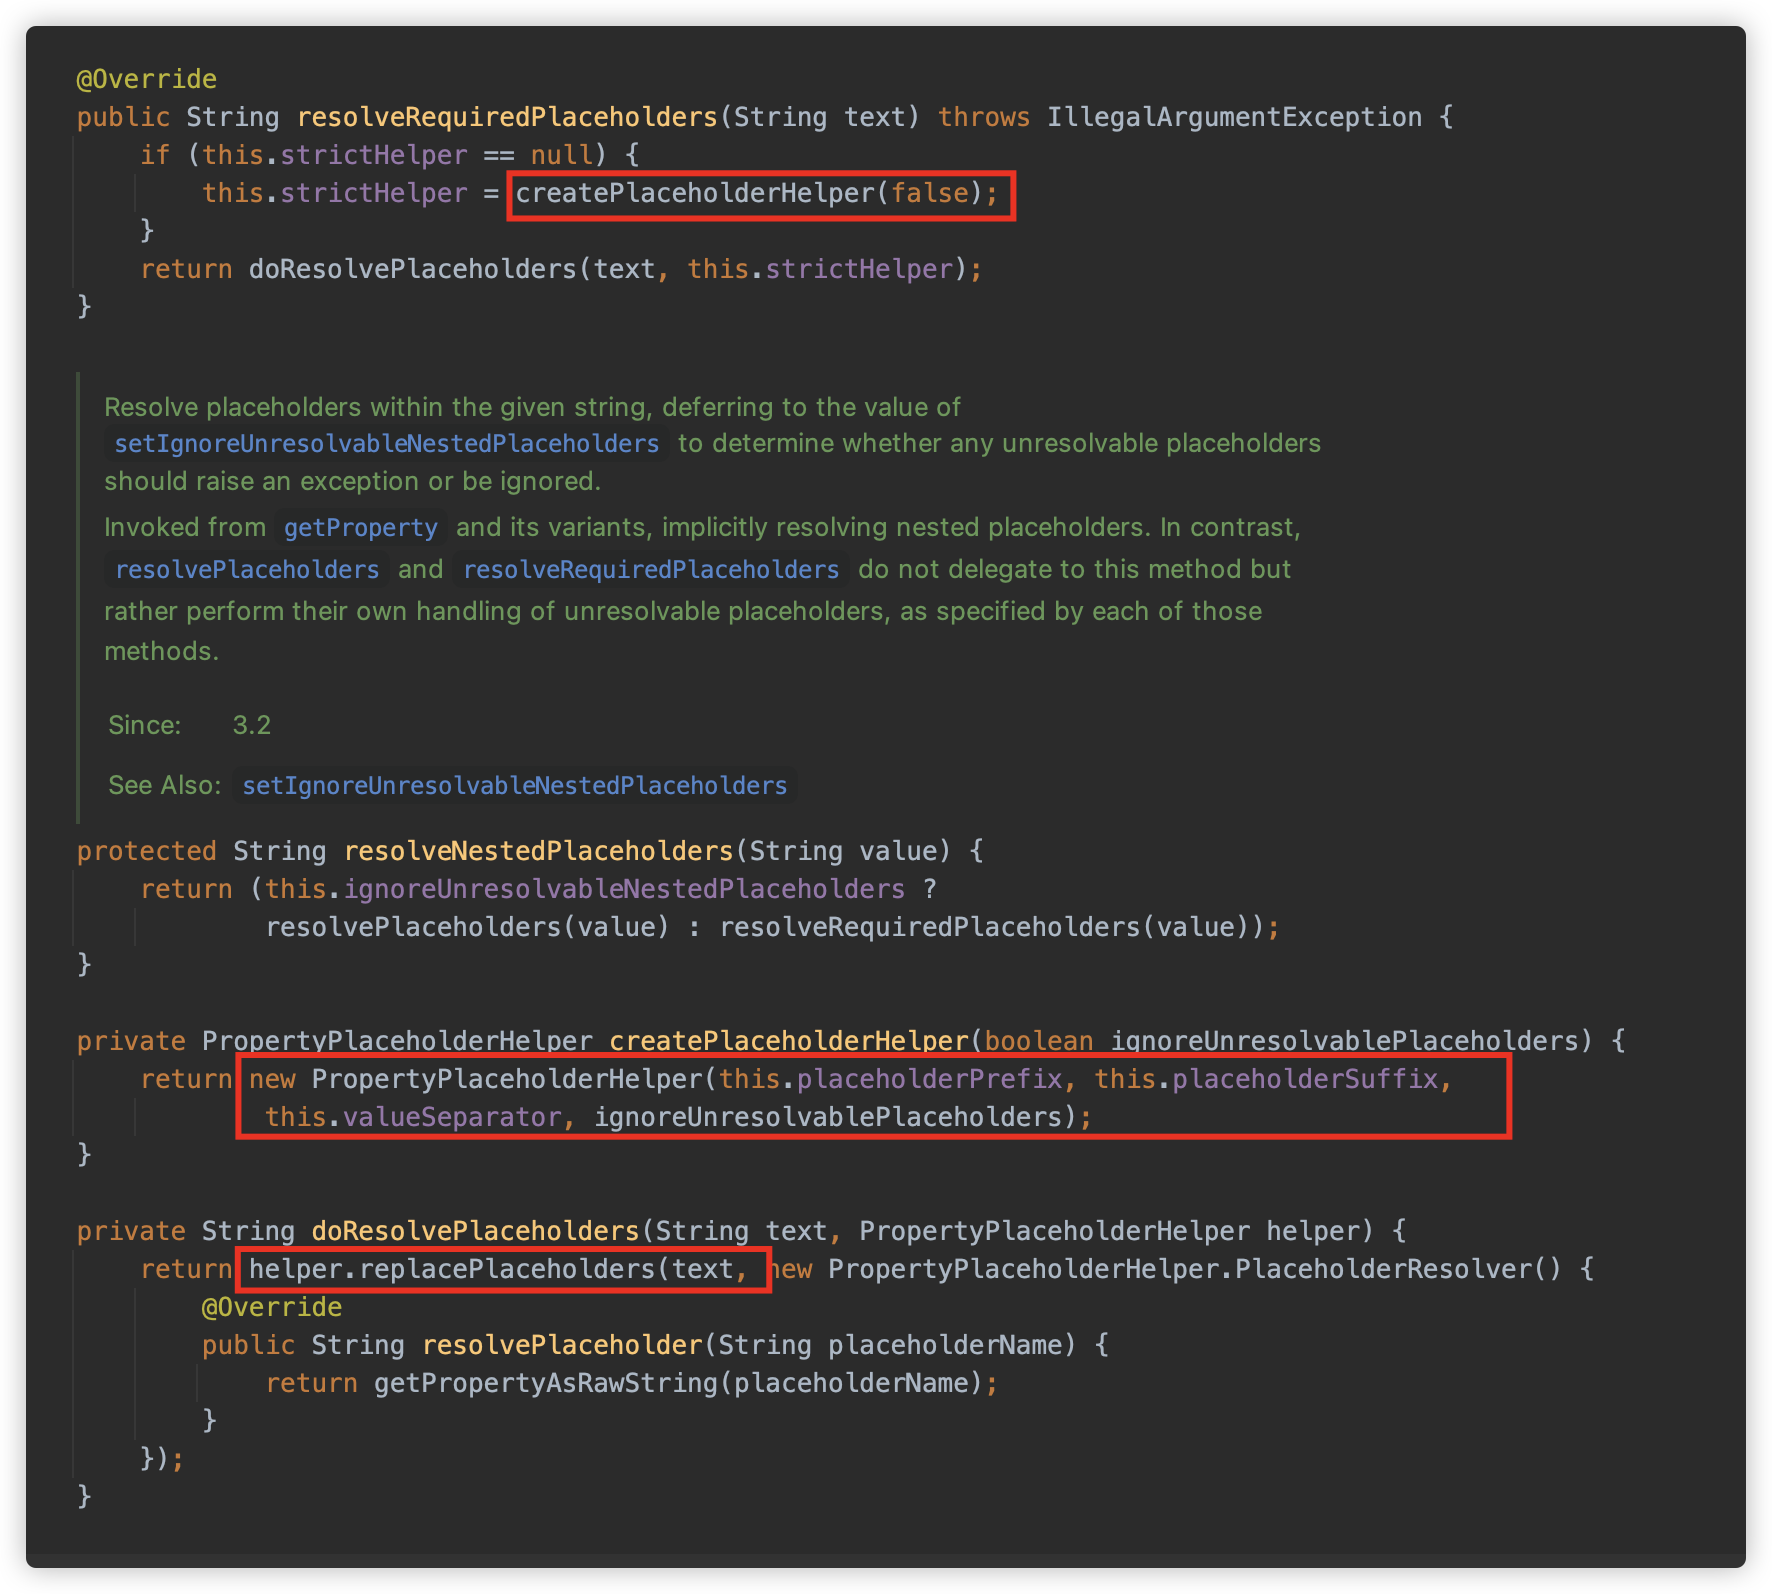 @Override
public String resolveRequiredPlaceholders(String text) throws IllegalArgumentException {
if (this.strictHelper == null) {
this.strictHelper = createPlaceholderHelper(false);
}
return doResolvePlaceholders(text, this.strictHelper);
}
Resolve placeholders within the given string, deferring to the value of
setIgnoreUnresolvableNestedPlaceholders to determine whether any unresolvable placeholders
should raise an exception or be ignored.
Invoked from getProperty and its variants, implicitly resolving nested placeholders. In contrast,
resolvePlaceholders and resolveRequiredPlaceholders do not delegate to this method but
rather perform their own handling of unresolvable placeholders, as specified by each of those
methods.
Since: 3.2
See Also: setIgnoreUnresolvableNestedPlaceholders
protected String resolveNestedPlaceholders(String value) {
return (this.ignoreUnresolvableNestedPlaceholders ?
resolvePlaceholders(value) : resolveRequiredPlaceholders(value));
}
private PropertyPlaceholderHelper createPlaceholderHelper(boolean ignoreUnresolvablePlaceholders) {
return new PropertyPlaceholderHelper(this.placeholderPrefix, this.placeholderSuffix,
this.valueSeparator, ignoreUnresolvablePlaceholders);
}
private String doResolvePlaceholders(String text, PropertyPlaceholderHelper helper) {
return helper.replacePlaceholders(text, new PropertyPlaceholderHelper.PlaceholderResolver() {
@Override
public String resolvePlaceholder(String placeholderName) {
return getPropertyAsRawString(placeholderName);
}
});
}